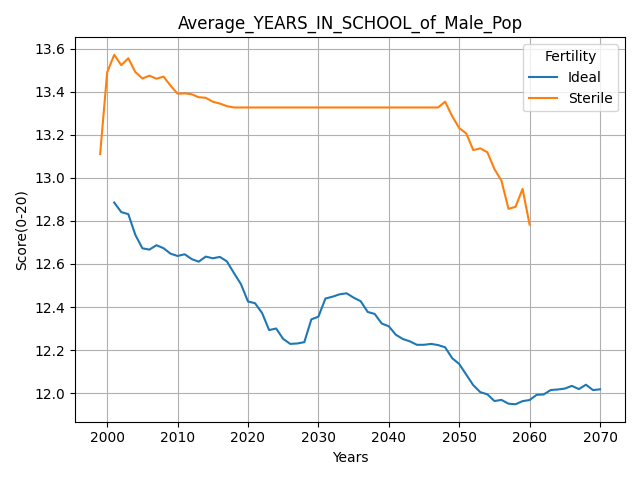 Average_YEARS_IN_SCHOOL_of_Male_Pop
Fertility
Ideal
Sterile
Score(0-20)
13.6
13.4
13.2
13.0
12.8
12.6
12.4
12.2
12.0
2000 2010 2020 2030 2040 2050 2060 2070
Years